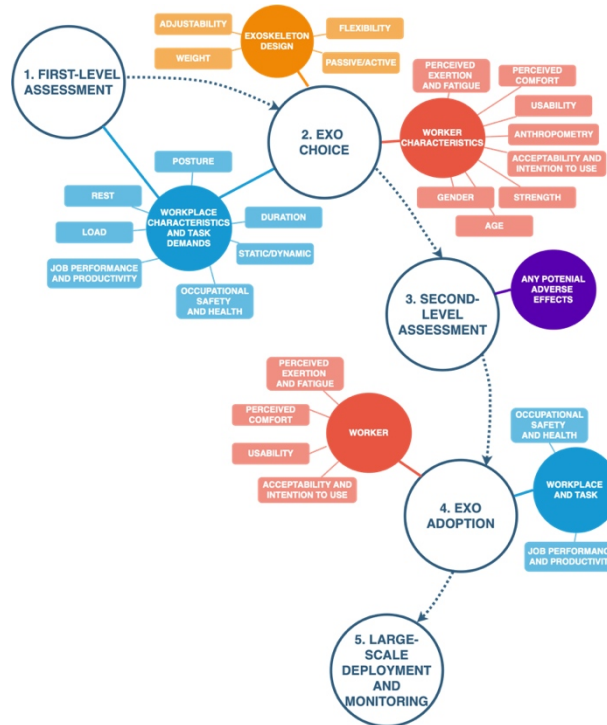 ADJUSTABILITY
FLEXIBILITY
EXOSKELETON
DESIGN
WEIGHT
PASSIVE/ACTIVE
1. FIRST-LEVEL
ASSESSMENT
2. EXO
CHOICE
PERCEIVED
EXERTION
AND FATIGUE
PERCEIVED
COMFORT
USABILITY
WORKER
CHARACTERISTICS
ANTHROPOMETRY
ACCEPTABILITY AND
INTENTION TO USE
GENDER
STRENGTH
AGE
POSTURE
REST
WORKPLACE
CHARACTERISTICS
AND TASK
DEMANDS
DURATION
LOAD
STATIC/DYNAMIC
JOB PERFORMANCE
AND PRODUCTIVITY
OCCUPATIONAL
SAFETY
AND HEALTH
3. SECOND-
LEVEL
ASSESSMENT
ANY POTENIAL
ADVERSE
EFFECTS
PERCEIVED
EXERTION
AND FATIGUE
PERCEIVED
COMFORT
WORKER
USABILITY
ACCEPTABILITY AND
INTENTION TO USE
OCCUPATIONAL
SAFETY
AND HEALTH
WORKPLACE
AND TASK
4. EXO
ADOPTION
JOB PERFORMANC
AND PRODUCTIVIT
5. LARGE-
SCALE
DEPLOYMENT
AND
MONITORING